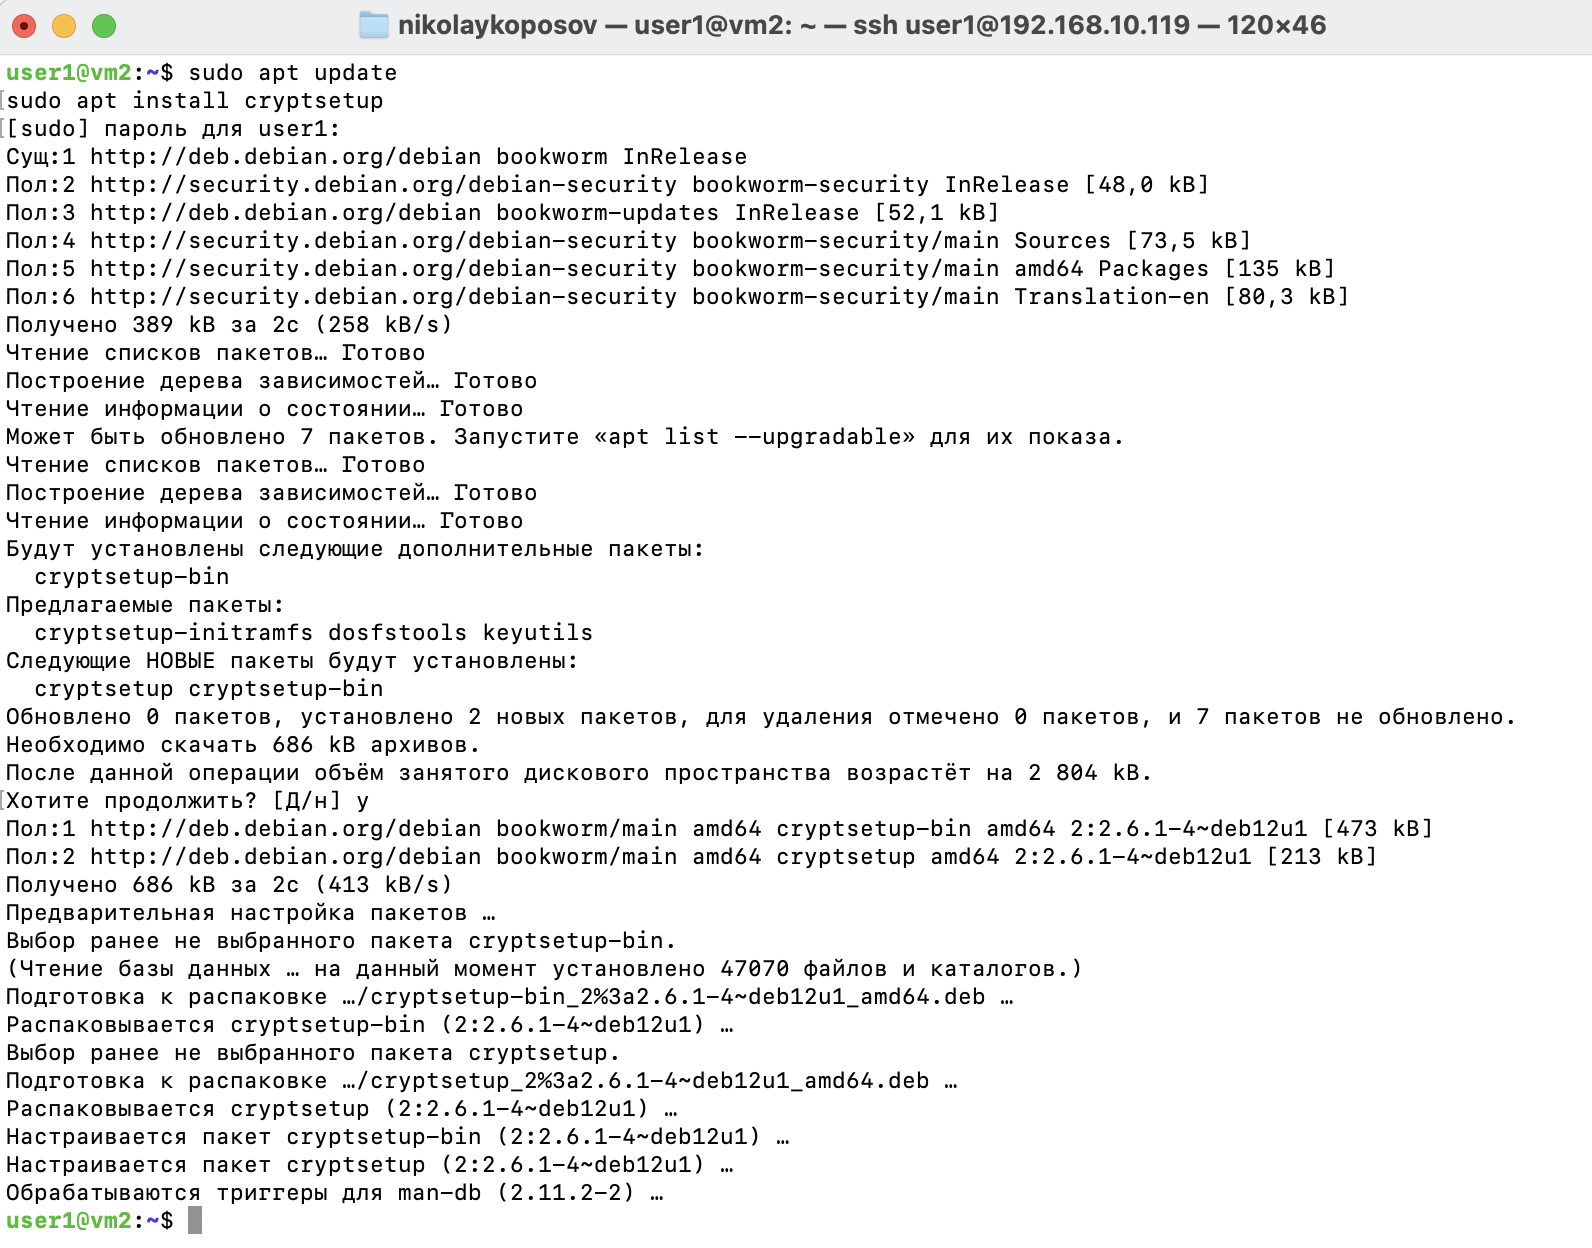 nikolaykoposov — user1@vm2: ~ — ssh user1@192.168.10.119 — 120×46
user1@vm2:~$ sudo apt update
[sudo apt install cryptsetup
[[sudo] пароль для user1:
Сущ:1 http://deb.debian.org/debian bookworm InRelease
Пол:2 http://security.debian.org/debian-security bookworm-security InRelease [48,0 kB]
Пол:3 http://deb.debian.org/debian bookworm-updates InRelease [52,1 kB]
Пол:4 http://security.debian.org/debian-security bookworm-security/main Sources [73,5 kB]
Пол:5 http://security.debian.org/debian-security bookworm-security/main amd64 Packages [135 kB]
Пол:6 http://security.debian.org/debian-security bookworm-security/main Translation-en [80,3 kB]
Получено 389 kB за 2с (258 kB/s)
Чтение списков пакетов… Готово
Построение дерева зависимостей… Готово
Чтение информации о состоянии… Готово
Может быть обновлено 7 пакетов. Запустите «apt list --upgradable» для их показа.
Чтение списков пакетов… Готово
Построение дерева зависимостей… Готово
Чтение информации о состоянии… Готово
Будут установлены следующие дополнительные пакеты:
  cryptsetup-bin
Предлагаемые пакеты:
  cryptsetup-initramfs dosfstools keyutils
Следующие НОВЫЕ пакеты будут установлены:
  cryptsetup cryptsetup-bin
Обновлено 0 пакетов, установлено 2 новых пакетов, для удаления отмечено 0 пакетов, и 7 пакетов не обновлено.
Необходимо скачать 686 kB архивов.
После данной операции объём занятого дискового пространства возрастёт на 2 804 kB.
[Хотите продолжить? [Д/н] y
Пол:1 http://deb.debian.org/debian bookworm/main amd64 cryptsetup-bin amd64 2:2.6.1-4~deb12u1 [473 kB]
Пол:2 http://deb.debian.org/debian bookworm/main amd64 cryptsetup amd64 2:2.6.1-4~deb12u1 [213 kB]
Получено 686 kB за 2с (413 kB/s)
Предварительная настройка пакетов …
Выбор ранее не выбранного пакета cryptsetup-bin.
(Чтение базы данных … на данный момент установлено 47070 файлов и каталогов.)
Подготовка к распаковке …/cryptsetup-bin_2%3a2.6.1-4~deb12u1_amd64.deb …
Распаковывается cryptsetup-bin (2:2.6.1-4~deb12u1) …
Выбор ранее не выбранного пакета cryptsetup.
Подготовка к распаковке …/cryptsetup_2%3a2.6.1-4~deb12u1_amd64.deb …
Распаковывается cryptsetup (2:2.6.1-4~deb12u1) …
Настраивается пакет cryptsetup-bin (2:2.6.1-4~deb12u1) …
Настраивается пакет cryptsetup (2:2.6.1-4~deb12u1) …
Обрабатываются триггеры для man-db (2.11.2-2) …
user1@vm2:~$